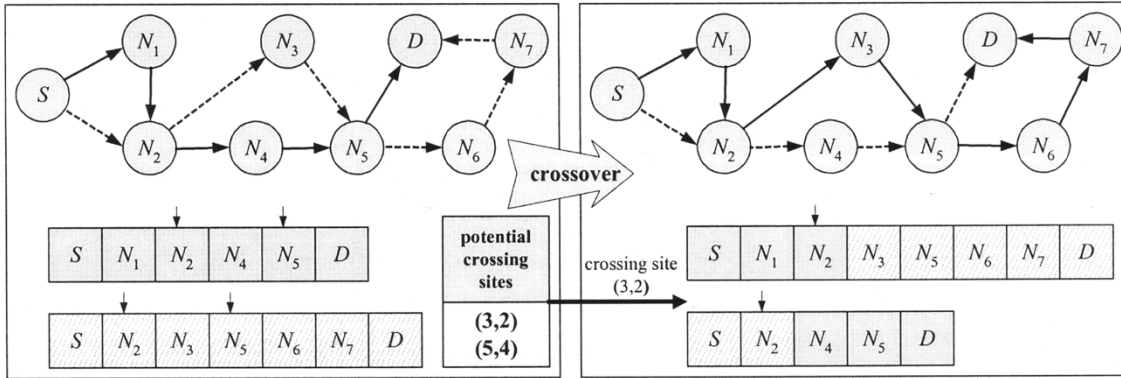 N1 N3 D N7
S
N2 N4 N5 N6
S N1 N2 N4 N5 D
S N2 N3 N5 N6 N7 D
potential
crossing
sites
(3,2)
(5,4)
crossover
crossing site
(3,2)
N1 N3 D N7
S
N2 N4 N5 N6
S N1 N2 N3 N5 N6 N7 D
S N2 N4 N5 D